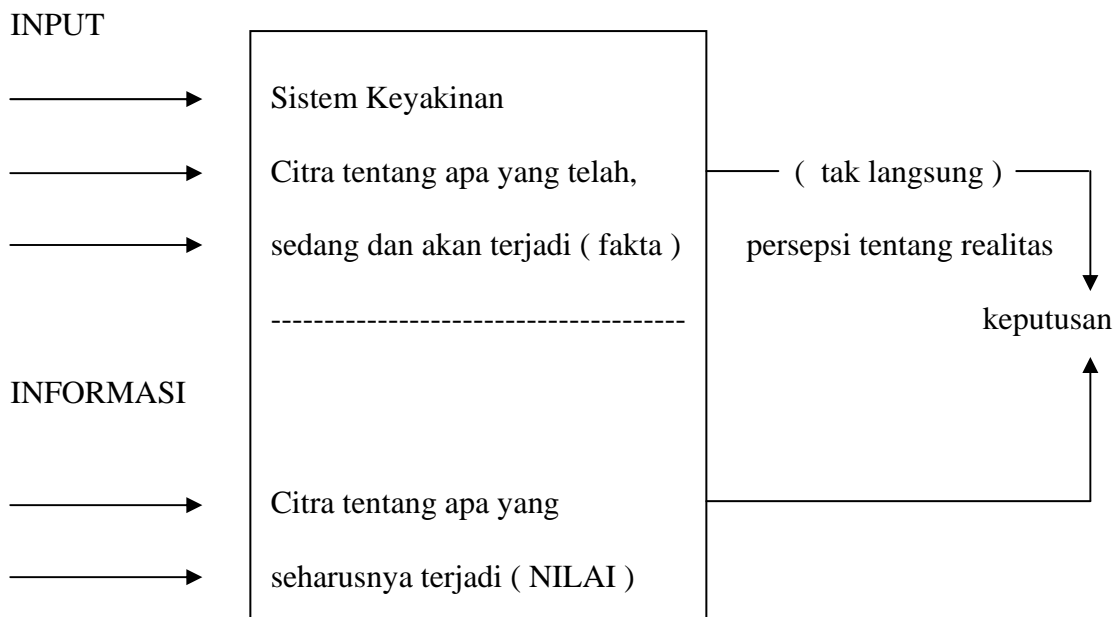 INPUT
Sistem Keyakinan
Citra tentang apa yang telah,
( tak langsung )
sedang dan akan terjadi ( fakta )
persepsi tentang realitas
---------------------------------------
keputusan
INFORMASI
Citra tentang apa yang
seharusnya terjadi ( NILAI )